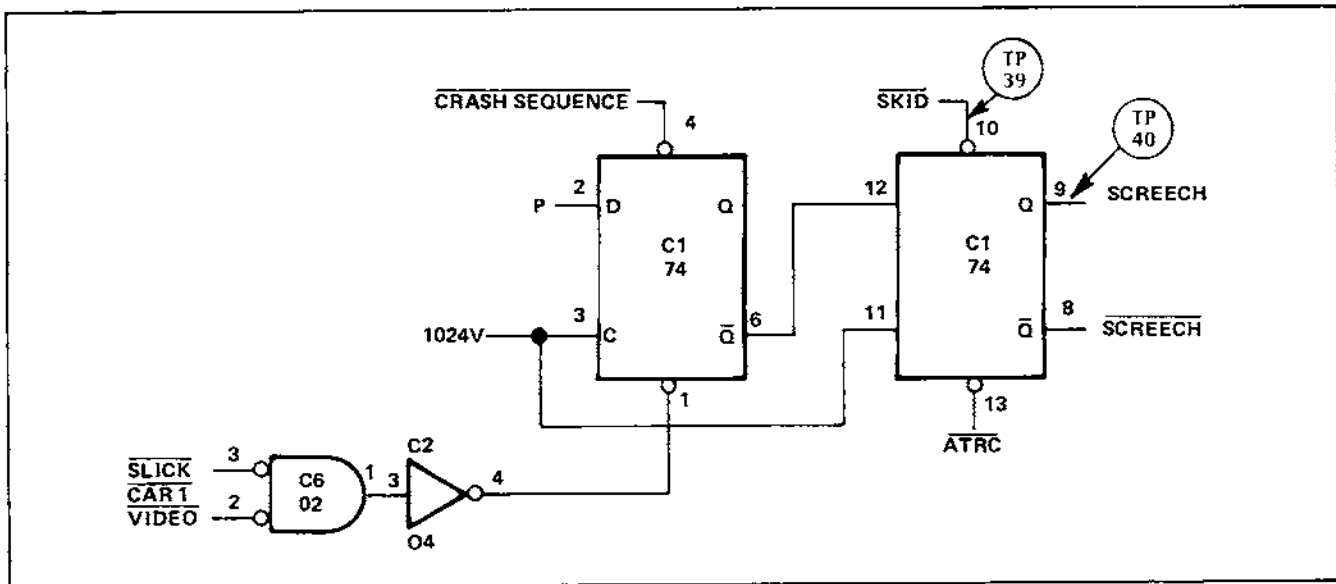 CRASH SEQUENCE
4
SKID
TP
39
10
TP
40
2
P
D
Q
C1
74
12
Q
9
SCREECH
C1
74
1024V
3
C
Q
6
11
Q
8
SCREECH
1
13
ATRC
SLICK
3
CAR 1
VIDEO
2
C6
02
1
3
C2
4
04